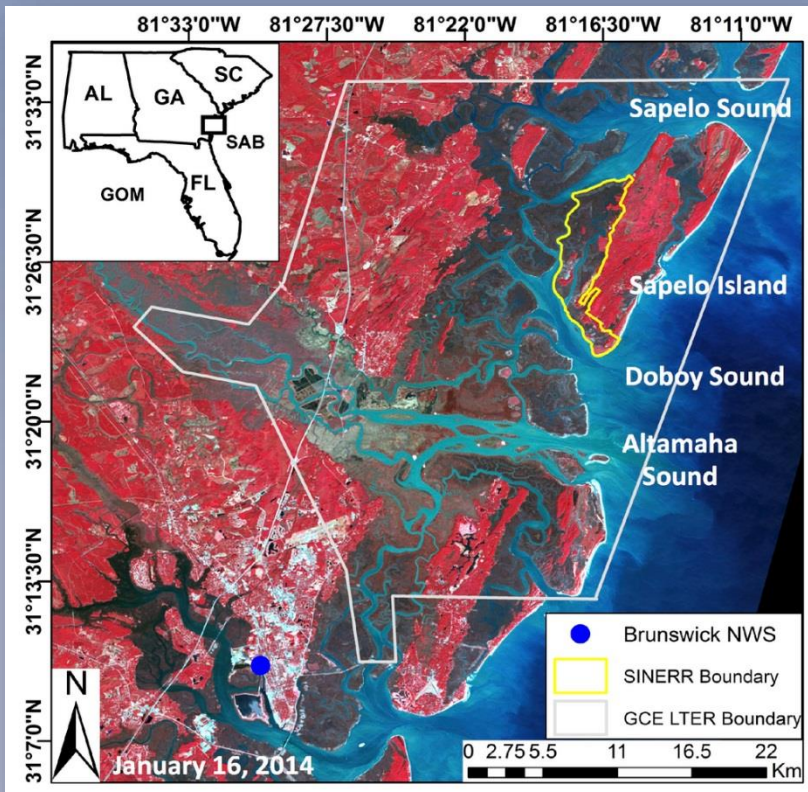 81°33'0"W 81°27'30"W 81°22'0"W 81°16'30"W 81°11'0"W
31°33'0"N
31°26'30"N
31°20'0"N
31°13'30"N
31°7'0"N
AL
GA
SC
SAB
GOM
FL
Sapelo Sound
Sapelo Island
Doboy Sound
Altamaha
Sound
Brunswick NWS
SINERR Boundary
GCE LTER Boundary
N
January 16, 2014
0 2.75 5.5 11 16.5 22
Km